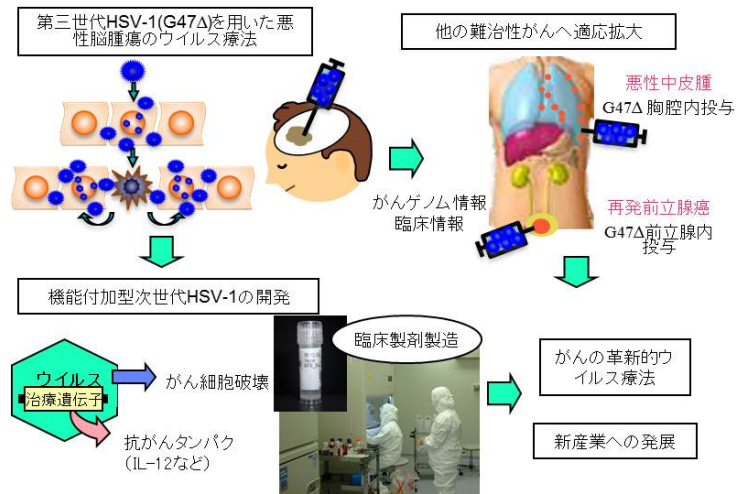 第三世代HSV-1(G47Δ)を用いた悪
性脳腫瘍のウイルス療法
他の難治性がんへ適応拡大
悪性中皮腫
G47Δ 胸腔内投与
がんゲノム情報
臨床情報
再発前立腺癌
G47Δ前立腺内
投与
機能付加型次世代HSV-1の開発
ウイルス
治療遺伝子
がん細胞破壊
抗がんタンパク
(IL-12など)
臨床製剤製造
がんの革新的ウ
イルス療法
新産業への発展